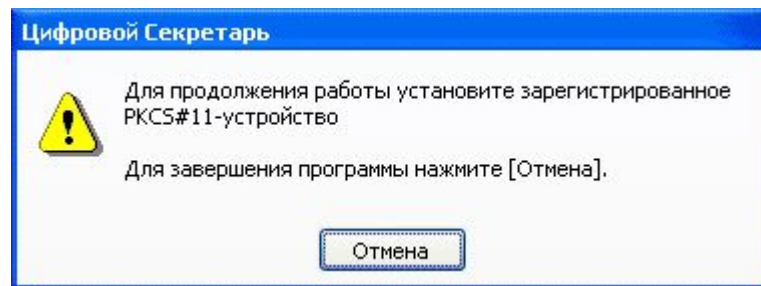 Цифровой Секретарь
Для продолжения работы установите зарегистрированное
PKCS#11-устройство
Для завершения программы нажмите [Отмена].
Отмена